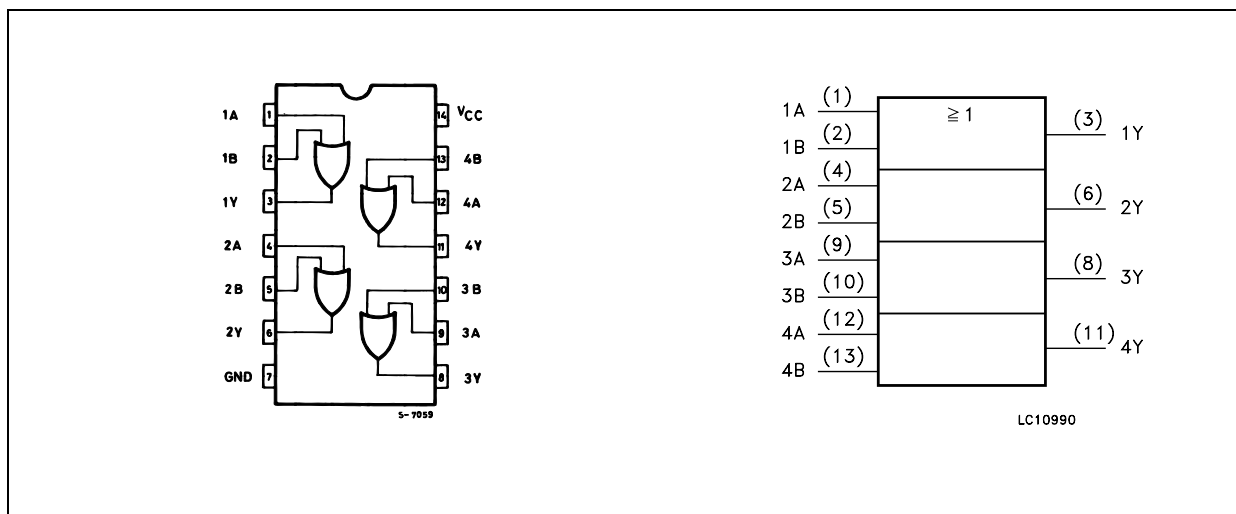 1A 1 14 VCC
1B 2 13 4B
1Y 3 12 4A
2A 4 11 4Y
2B 5 10 3B
2Y 6 9 3A
GND 7 8 3Y
S-7059
1A (1)
1B (2)
2A (4)
2B (5)
3A (9)
3B (10)
4A (12)
4B (13)
≧1
(3) 1Y
(6) 2Y
(8) 3Y
(11) 4Y
LC10990